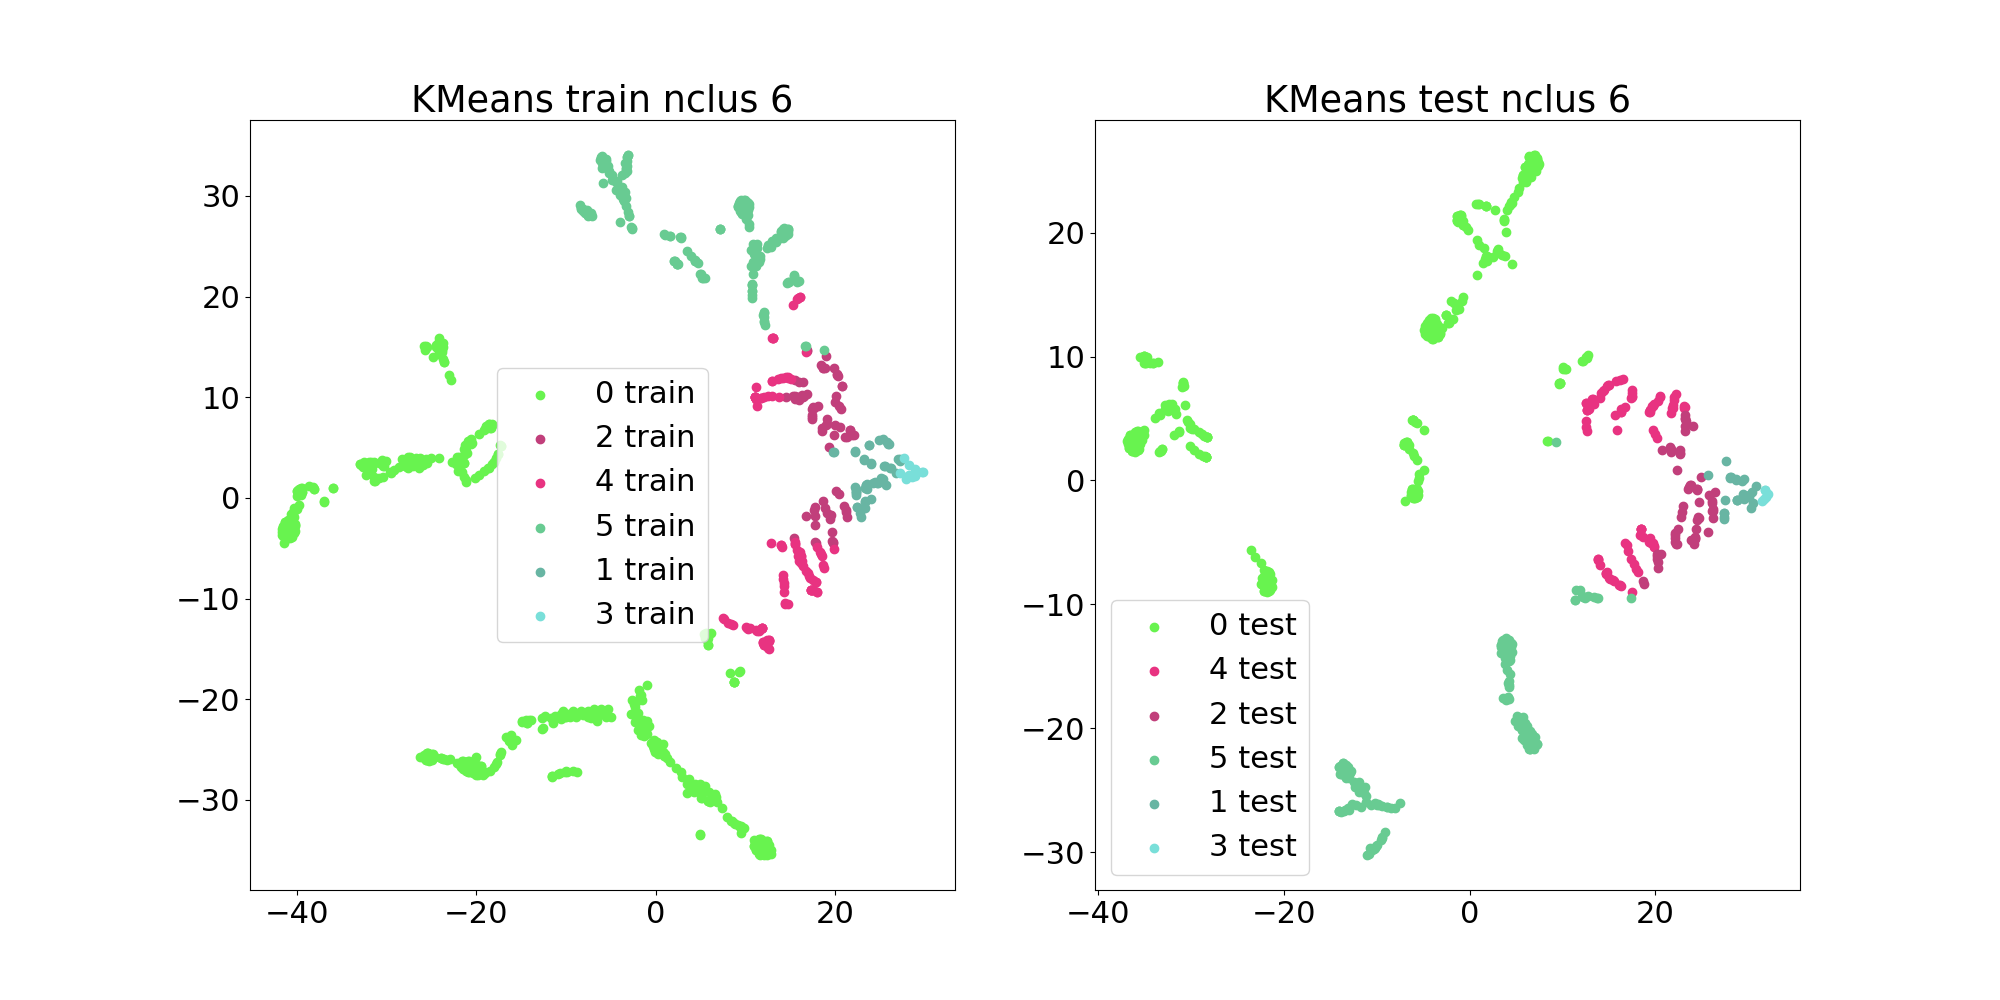 KMeans train nclus 6
30
20
10
0
−10
−20
−30
−40
−20
0
20
0 train
2 train
4 train
5 train
1 train
3 train
KMeans test nclus 6
20
10
0
−10
−20
−30
−40
−20
0
20
0 test
4 test
2 test
5 test
1 test
3 test